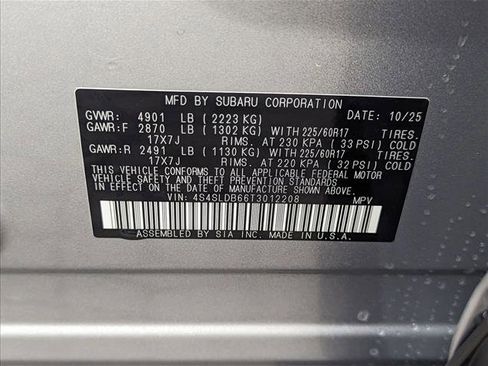 MFD BY SUBARU CORPORATION DATE: 10/25
GVWR: 4901 LB ( 2223 KG)
GAWR:F 2870 LB ( 1302 KG) WITH 225/60R17 TIRES.
17X7J RIMS. AT 230 KPA ( 33 PSI) COLD
GAWR:R 2491 LB ( 1130 KG) WITH 225/60R17 TIRES.
17X7J RIMS. AT 220 KPA ( 32 PSI) COLD
THIS VEHICLE CONFORMS TO ALL APPLICABLE FEDERAL MOTOR
VEHICLE SAFETY AND THEFT PREVENTION STANDARDS IN
EFFECT ON THE DATE OF MANUFACTURE SHOWN ABOVE.
VIN: 4S4SLDB66T3012208 MPV
ASSEMBLED BY SIA INC. MADE IN U.S.A.